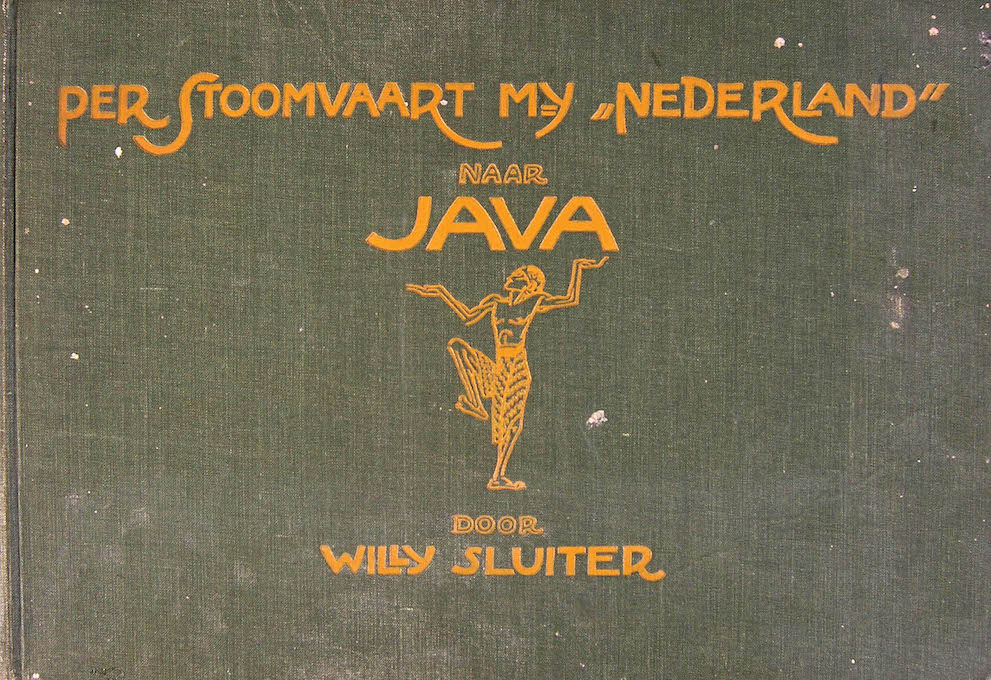 PER STOOMVAART MY „NEDERLAND"
NAAR
JAVA
DOOR
WILLY SLUITER